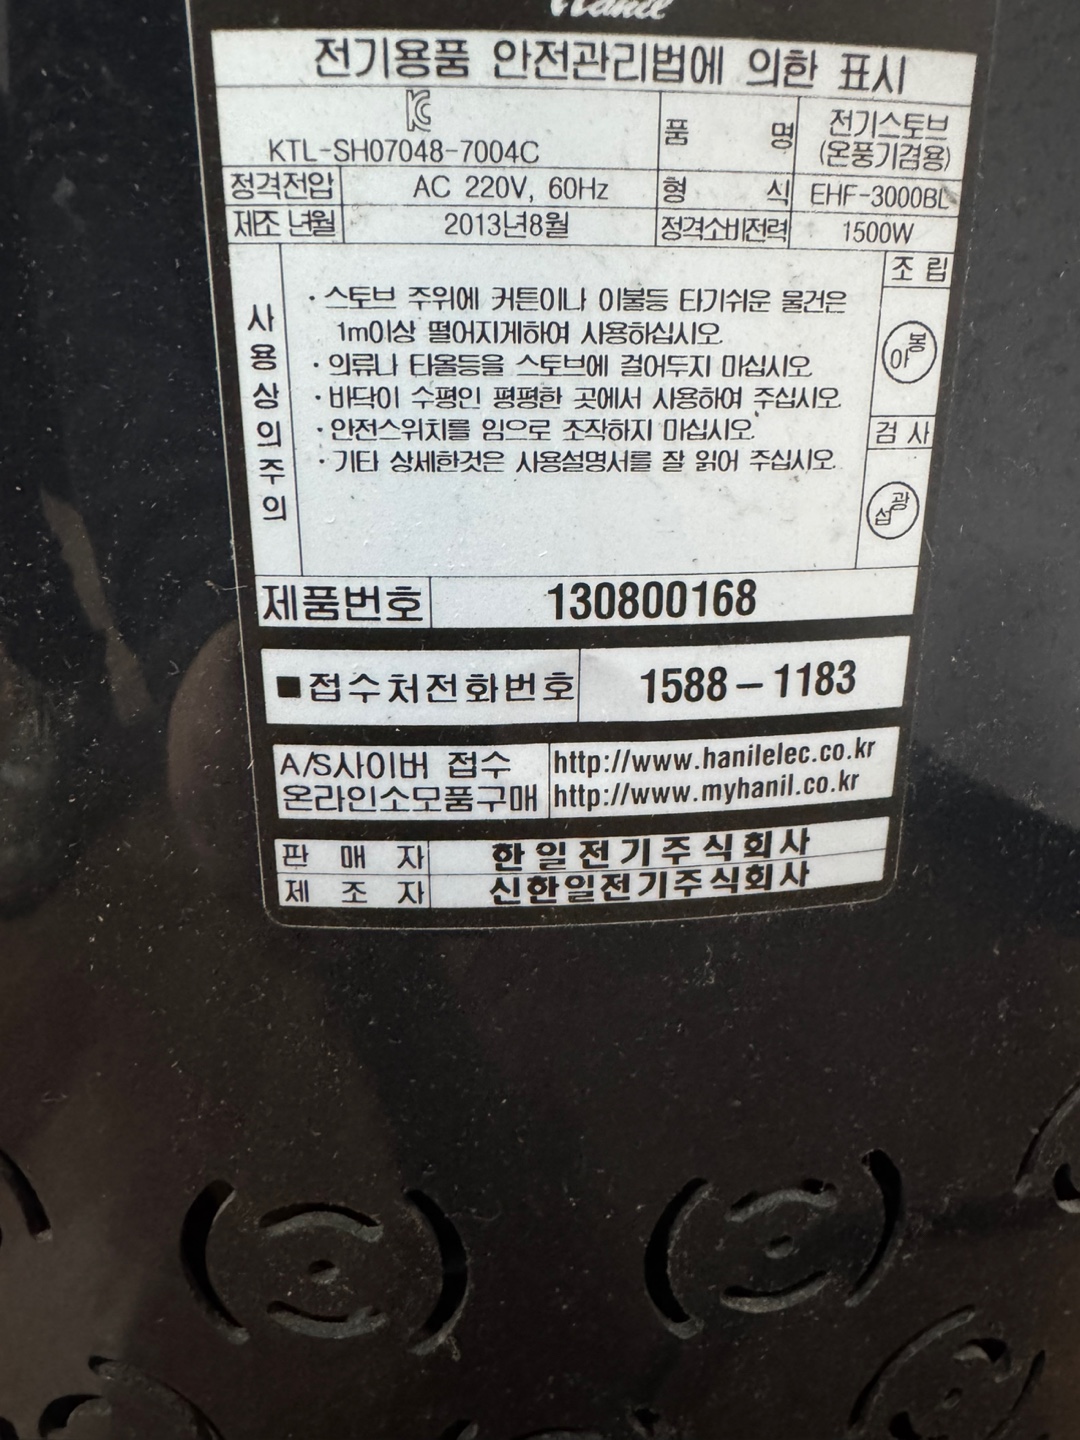 Hanil
전기용품 안전관리법에 의한 표시
KC
KTL-SH07048-7004C
품 명
전기스토브
(온풍기겸용)
정격전압
AC 220V, 60Hz
형 식
EHF-3000BL
제조 년월
2013년8월
정격소비전력
1500W
사용상의주의
· 스토브 주위에 커튼이나 이불등 타기쉬운 물건은
1m이상 떨어지게하여 사용하십시오.
· 의류나 타올등을 스토브에 걸어두지 마십시오.
· 바닥이 수평인 평평한 곳에서 사용하여 주십시오.
· 안전스위치를 임으로 조작하지 마십시오.
· 기타 상세한것은 사용설명서를 잘 읽어 주십시오.
조 립
봉
아
검 사
광
섭
제품번호
130800168
■접수처전화번호
1588-1183
A/S사이버 접수
http://www.hanilelec.co.kr
온라인소모품구매
http://www.myhanil.co.kr
판 매 자
한일전기주식회사
제 조 자
신한일전기주식회사